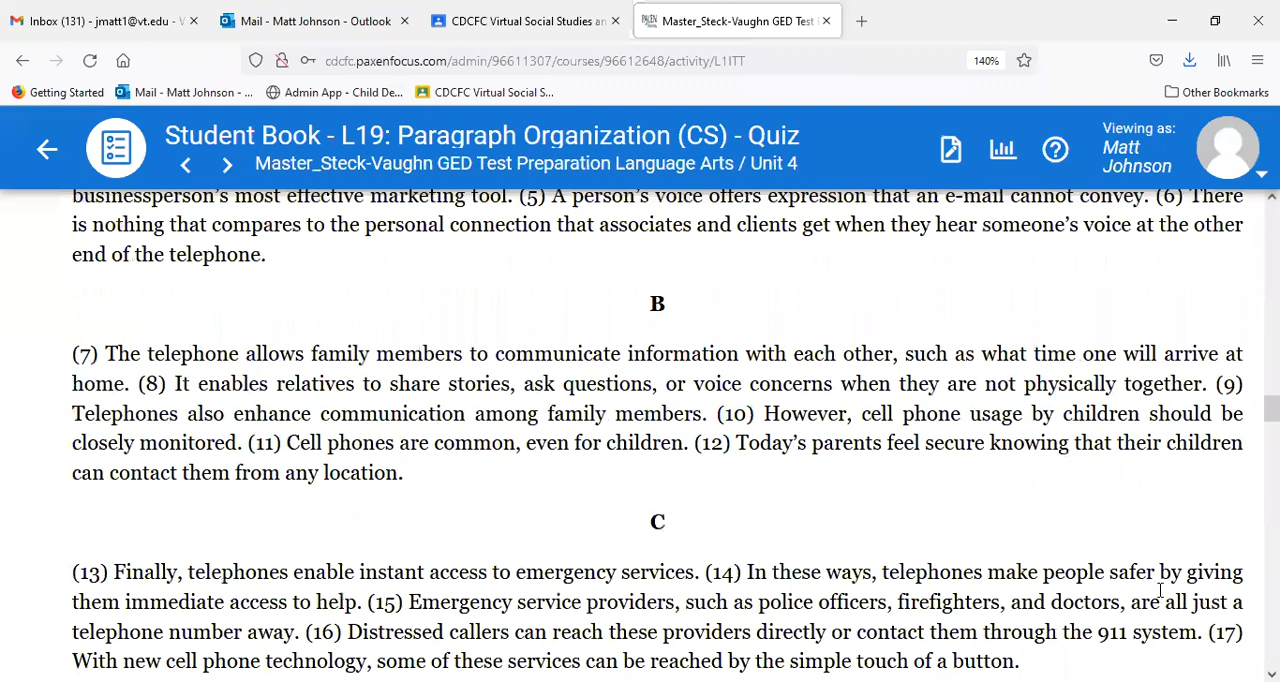 Inbox (131) - jmatt1@vt.edu - V
Mail - Matt Johnson - Outlook
CDCFC Virtual Social Studies an
Master_Steck-Vaughn GED Test
cdcfc.paxenfocus.com/admin/96611307/courses/96612648/activity/L1ITT
140%
Getting Started
Mail - Matt Johnson - ...
Admin App - Child De...
CDCFC Virtual Social S...
Other Bookmarks
Student Book - L19: Paragraph Organization (CS) - Quiz
Master_Steck-Vaughn GED Test Preparation Language Arts / Unit 4
Viewing as:
Matt
Johnson
businessperson’s most effective marketing tool. (5) A person’s voice offers expression that an e-mail cannot convey. (6) There
is nothing that compares to the personal connection that associates and clients get when they hear someone’s voice at the other
end of the telephone.
B
(7) The telephone allows family members to communicate information with each other, such as what time one will arrive at
home. (8) It enables relatives to share stories, ask questions, or voice concerns when they are not physically together. (9)
Telephones also enhance communication among family members. (10) However, cell phone usage by children should be
closely monitored. (11) Cell phones are common, even for children. (12) Today’s parents feel secure knowing that their children
can contact them from any location.
C
(13) Finally, telephones enable instant access to emergency services. (14) In these ways, telephones make people safer by giving
them immediate access to help. (15) Emergency service providers, such as police officers, firefighters, and doctors, are all just a
telephone number away. (16) Distressed callers can reach these providers directly or contact them through the 911 system. (17)
With new cell phone technology, some of these services can be reached by the simple touch of a button.